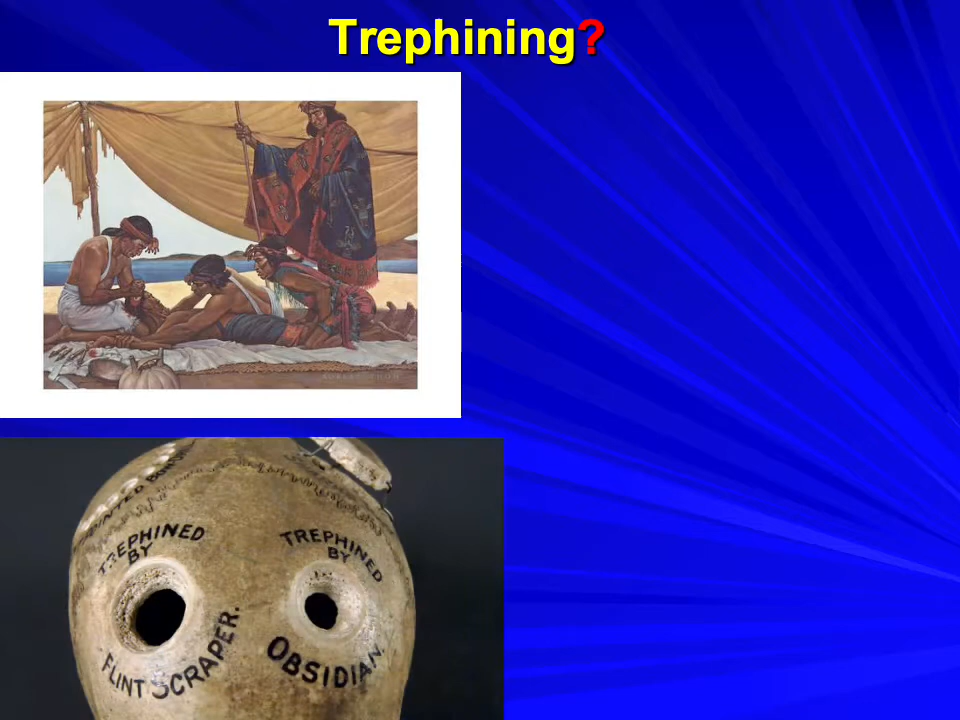 Trephining?
TREPHINED
BY
FLINT SCRAPER.
TREPHINED
BY
OBSIDIAN.